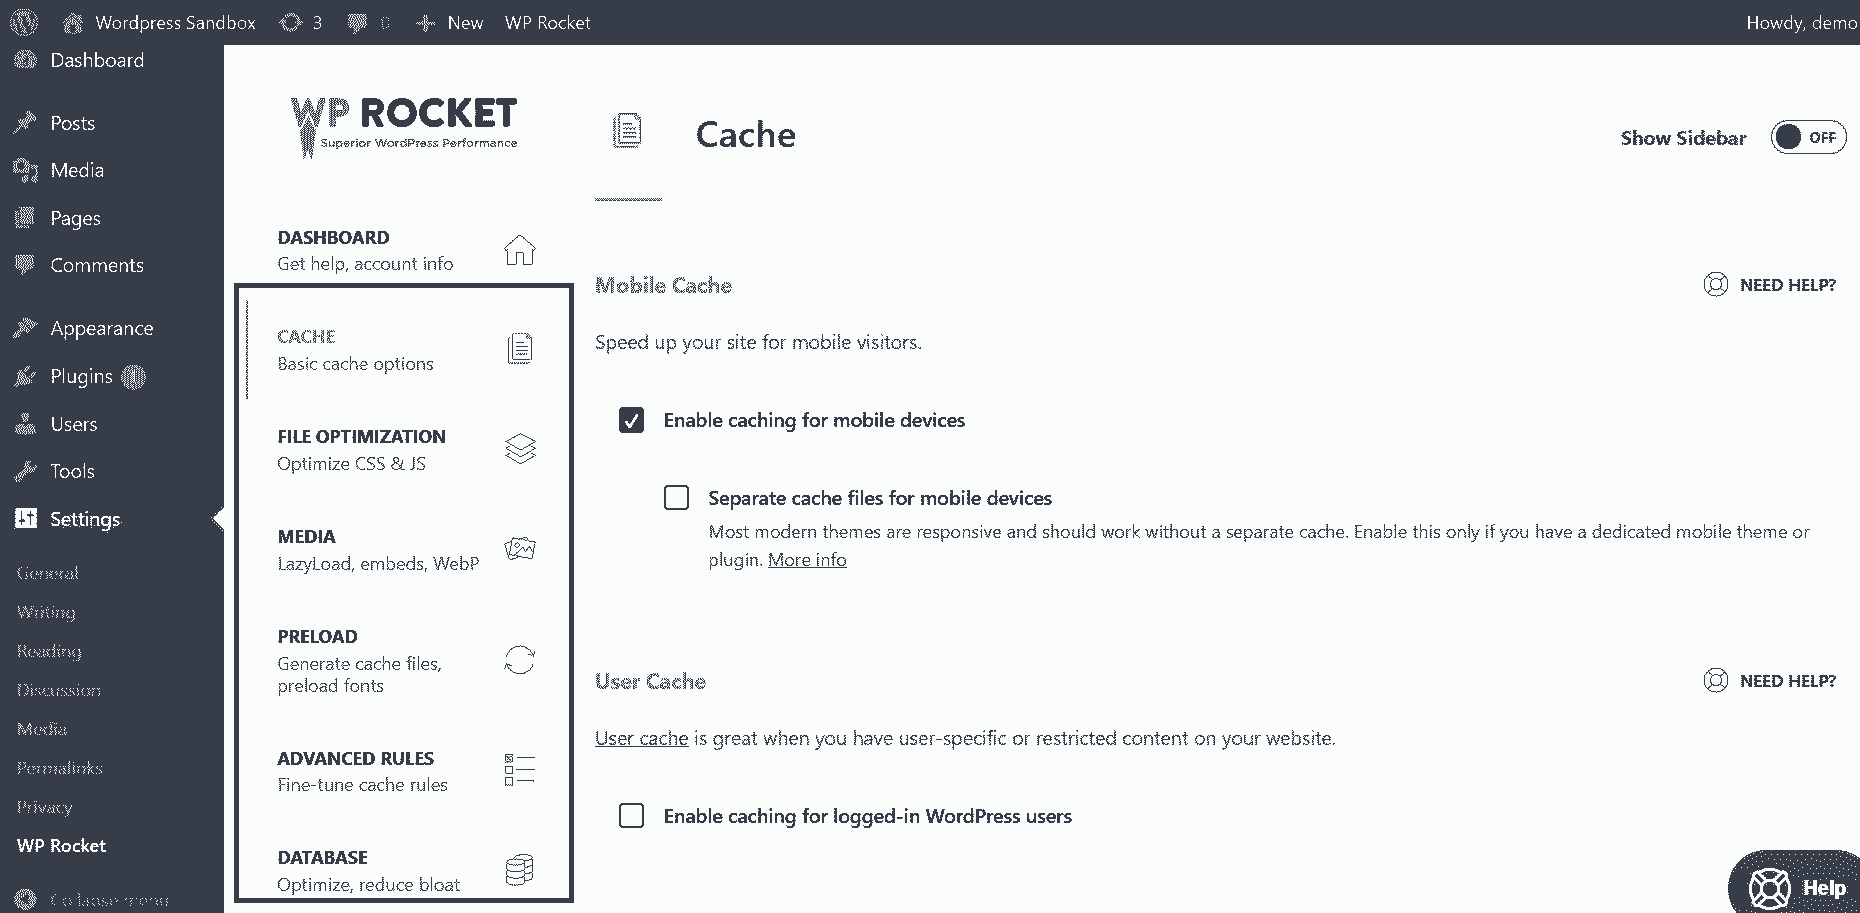 Wordpress Sandbox 3 0 New WP Rocket Howdy, demo
Dashboard
Posts
Media
Pages
Comments
Appearance
Plugins 1
Users
Tools
Settings
General
Writing
Reading
Discussion
Media
Permalinks
Privacy
WP Rocket
Collapse menu
WP ROCKET
Superior WordPress Performance
DASHBOARD
Get help, account info
CACHE
Basic cache options
FILE OPTIMIZATION
Optimize CSS & JS
MEDIA
LazyLoad, embeds, WebP
PRELOAD
Generate cache files,
preload fonts
ADVANCED RULES
Fine-tune cache rules
DATABASE
Optimize, reduce bloat
Cache
Show Sidebar OFF
Mobile Cache
NEED HELP?
Speed up your site for mobile visitors.
Enable caching for mobile devices
Separate cache files for mobile devices
Most modern themes are responsive and should work without a separate cache. Enable this only if you have a dedicated mobile theme or
plugin. More info
User Cache
NEED HELP?
User cache is great when you have user-specific or restricted content on your website.
Enable caching for logged-in WordPress users
Help